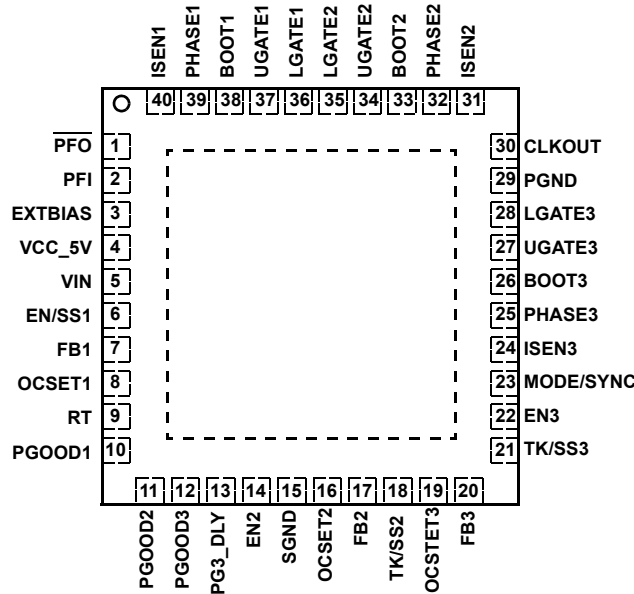 ISEN1
PHASE1
BOOT1
UGATE1
LGATE1
LGATE2
UGATE2
BOOT2
PHASE2
ISEN2
40 39 38 37 36 35 34 33 32 31
PFO 1 30 CLKOUT
PFI 2 29 PGND
EXTBIAS 3 28 LGATE3
VCC_5V 4 27 UGATE3
VIN 5 26 BOOT3
EN/SS1 6 25 PHASE3
FB1 7 24 ISEN3
OCSET1 8 23 MODE/SYNC
RT 9 22 EN3
PGOOD1 10 21 TK/SS3
11 12 13 14 15 16 17 18 19 20
PGOOD2
PGOOD3
PG3_DLY
EN2
SGND
OCSET2
FB2
TK/SS2
OCSTET3
FB3